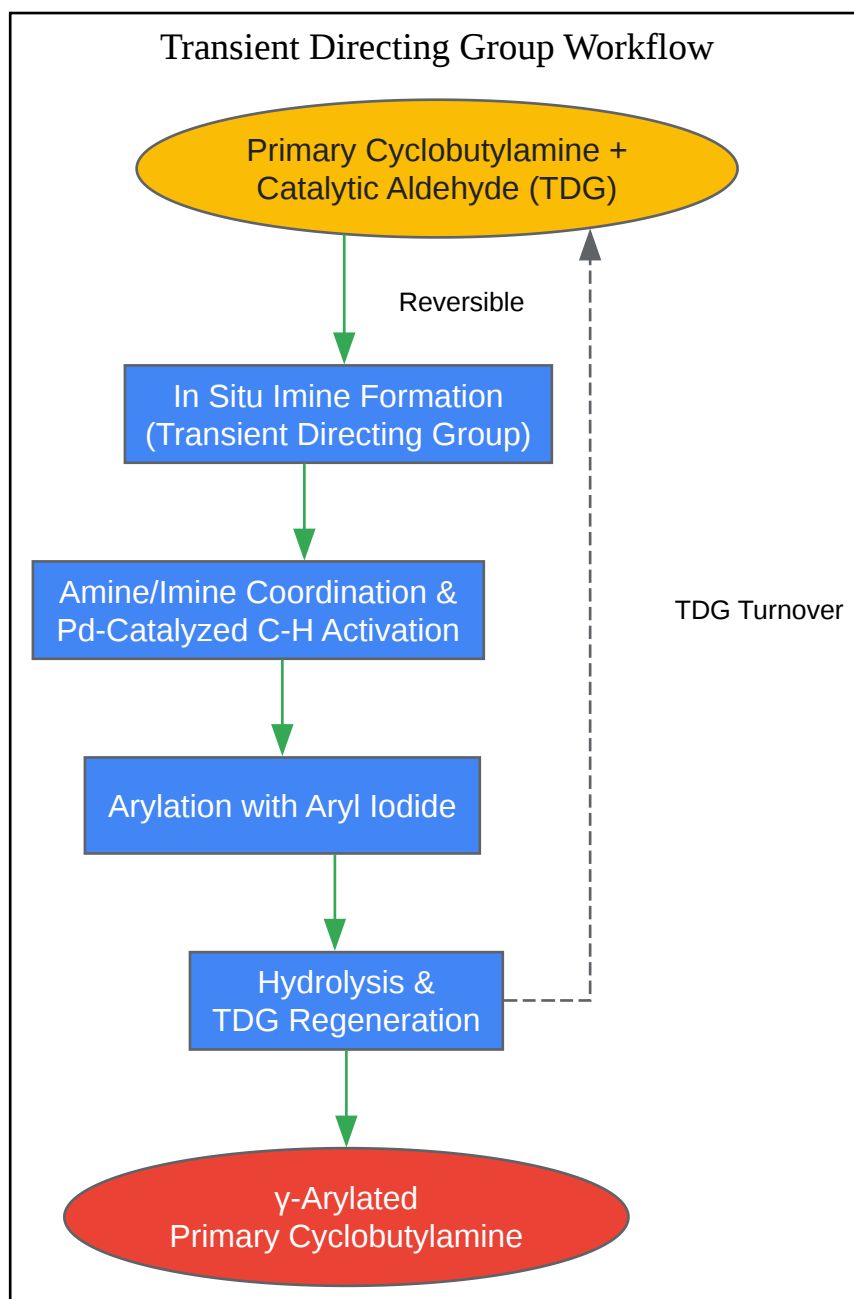 Transient Directing Group Workflow
Primary Cyclobutylamine +
Catalytic Aldehyde (TDG)
Reversible
In Situ Imine Formation
(Transient Directing Group)
Amine/Imine Coordination &
Pd-Catalyzed C-H Activation
TDG Turnover
Arylation with Aryl Iodide
Hydrolysis &
TDG Regeneration
γ-Arylated
Primary Cyclobutylamine